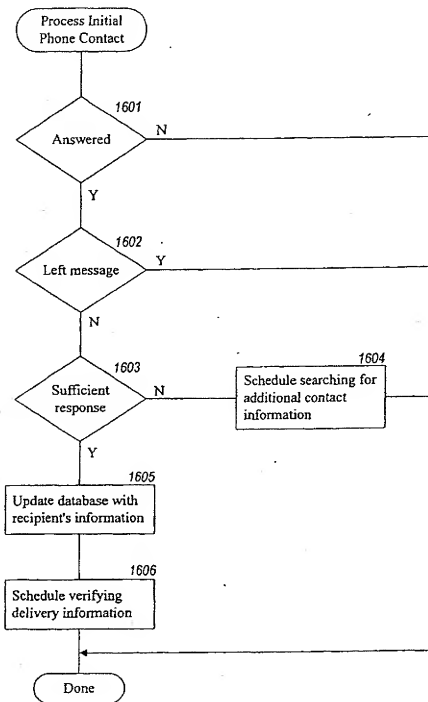 Process Initial
Phone Contact
1601
Answered
N
Y
1602
Left message
Y
N
1603
Sufficient
response
N
1604
Schedule searching for
additional contact
information
Y
1605
Update database with
recipient's information
1606
Schedule verifying
delivery information
Done